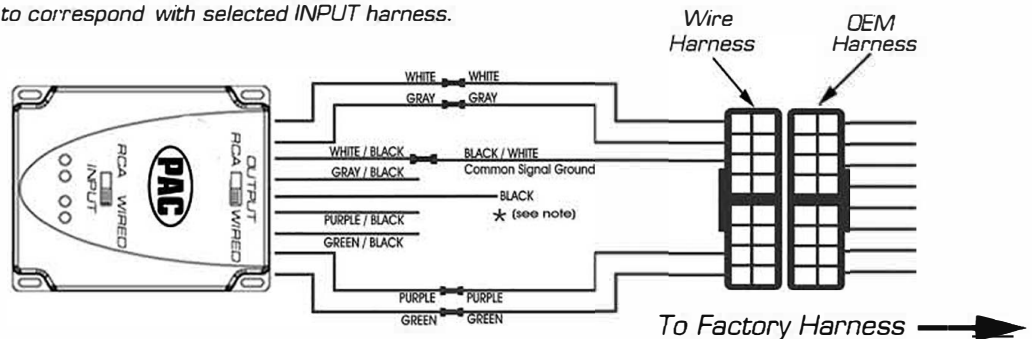 to correspond with selected INPUT harness.
Wire
Harness
OEM
Harness
WHITE WHITE
GRAY GRAY
WHITE / BLACK BLACK / WHITE
Common Signal Ground
GRAY / BLACK
BLACK
* (see note)
PURPLE / BLACK
GREEN / BLACK
PURPLE PURPLE
GREEN GREEN
RCA WIRED
INPUT
PAC
OUTPUT
RCA WIRED
To Factory Harness